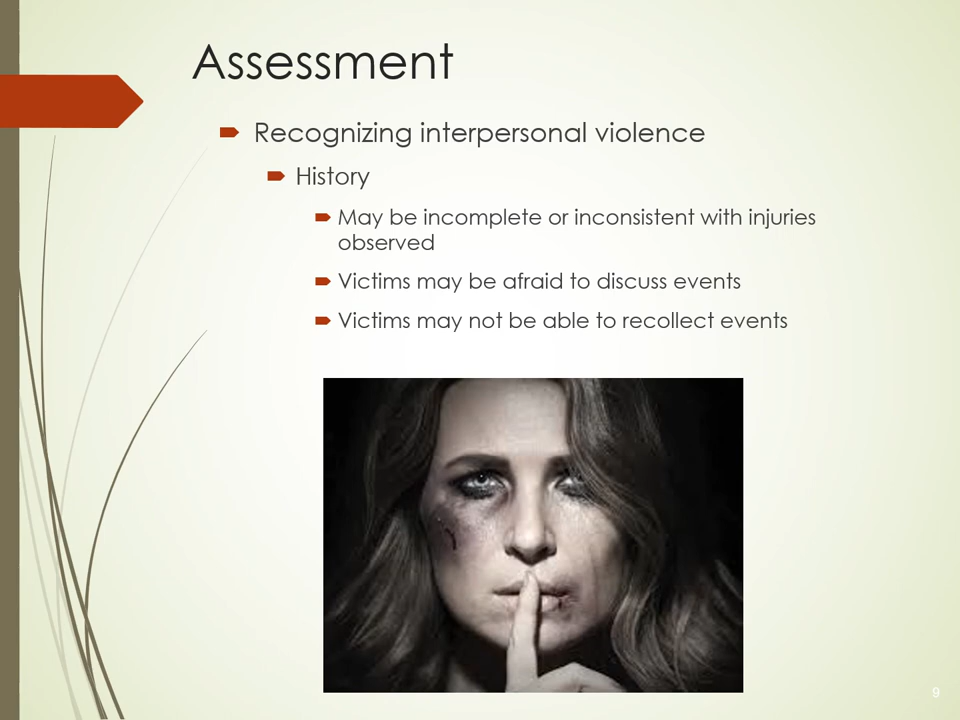 Assessment
Recognizing interpersonal violence
History
May be incomplete or inconsistent with injuries
observed
Victims may be afraid to discuss events
Victims may not be able to recollect events
9